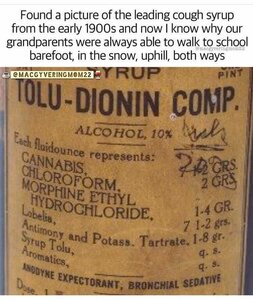 Found a picture of the leading cough syrup
from the early 1900s and now I know why our
grandparents were always able to walk to school
barefoot, in the snow, uphill, both ways
@MACGYVERINGMOM22
SYRUP
PINT
TOLU-DIONIN COMP.
ALCOHOL, 10%
Each fluidounce represents:
CANNABIS, GRS.
CHLOROFORM, 2 GRS
MORPHINE ETHYL
HYDROCHLORIDE, 1-4 GR.
Lobelia, 7 1-2 grs.
Antimony and Potass. Tartrate, 1-8 gr.
Syrup Tolu, q. s.
Aromatics, q. s.
ANODYNE EXPECTORANT, BRONCHIAL SEDATIVE
Dose, 1